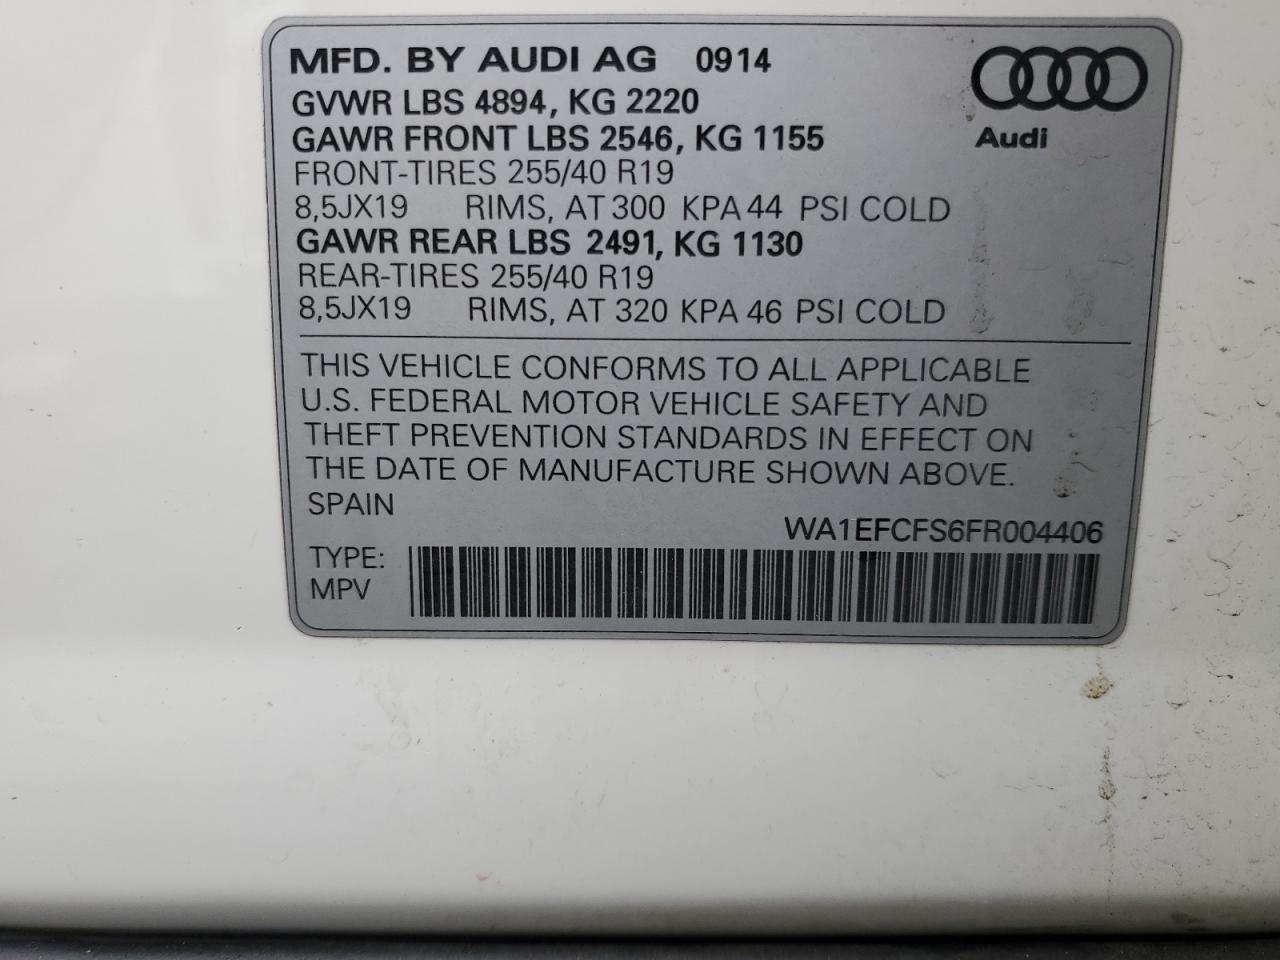 MFD. BY AUDI AG 0914
GVWR LBS 4894, KG 2220
GAWR FRONT LBS 2546, KG 1155
Audi
FRONT-TIRES 255/40 R19
8,5JX19 RIMS, AT 300 KPA 44 PSI COLD
GAWR REAR LBS 2491, KG 1130
REAR-TIRES 255/40 R19
8,5JX19 RIMS, AT 320 KPA 46 PSI COLD
THIS VEHICLE CONFORMS TO ALL APPLICABLE
U.S. FEDERAL MOTOR VEHICLE SAFETY AND
THEFT PREVENTION STANDARDS IN EFFECT ON
THE DATE OF MANUFACTURE SHOWN ABOVE.
SPAIN
WA1EFCFS6FR004406
TYPE:
MPV